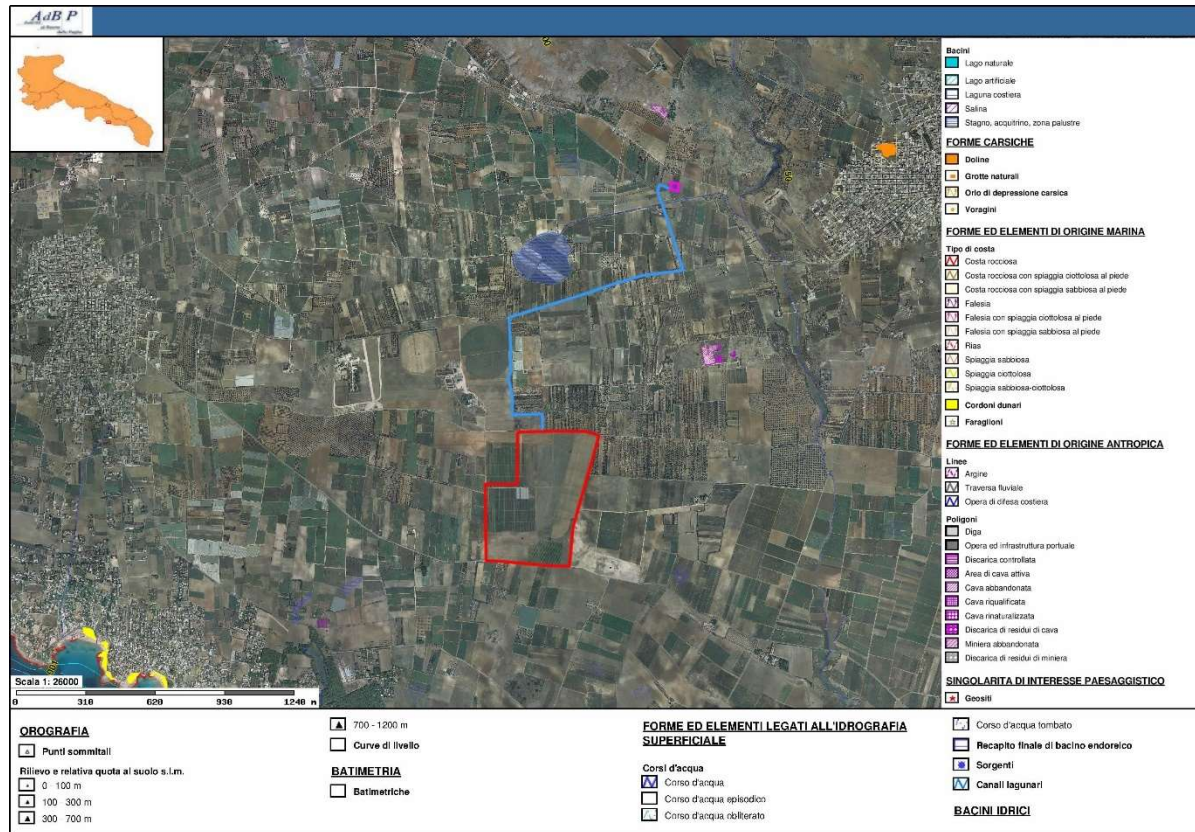 AdB P
Bacini
Lago naturale
Lago artificiale
Laguna costiera
Salina
Stagno, acquitrino, zona palustre
FORME CARSICHE
Doline
Grotte naturali
Orlo di depressione carsica
Voragini
FORME ED ELEMENTI DI ORIGINE MARINA
Tipo di costa
Costa rocciosa
Costa rocciosa con spiaggia ciottolosa al piede
Costa rocciosa con spiaggia sabbiosa al piede
Falesia
Falesia con spiaggia ciottolosa al piede
Falesia con spiaggia sabbiosa al piede
Rias
Spiaggia sabbiosa
Spiaggia ciottolosa
Spiaggia sabbiosa-ciottolosa
Cordoni dunari
Faraglioni
FORME ED ELEMENTI DI ORIGINE ANTROPICA
Linee
Argine
Traversa fluviale
Opera di difesa costiera
Poligoni
Diga
Opera ed infrastruttura portuale
Discarica controllata
Area di cava attiva
Cava abbandonata
Cava riqualificata
Cava rinaturalizzata
Discarica di residui di cava
Miniera abbandonata
Discarica di residui di miniera
SINGOLARITA DI INTERESSE PAESAGGISTICO
Geositi
Scala 1: 26000
0 310 620 930 1240 m
OROGRAFIA
Punti sommitali
Rilievo e relativa quota al suolo s.l.m.
0 - 100 m
100 - 300 m
300 - 700 m
700 - 1200 m
Curve di livello
BATIMETRIA
Batimetriche
FORME ED ELEMENTI LEGATI ALL'IDROGRAFIA
SUPERFICIALE
Corsi d'acqua
Corso d'acqua
Corso d'acqua episodico
Corso d'acqua obliterato
Corso d'acqua tombato
Recapito finale di bacino endoreico
Sorgenti
Canali lagunari
BACINI IDRICI